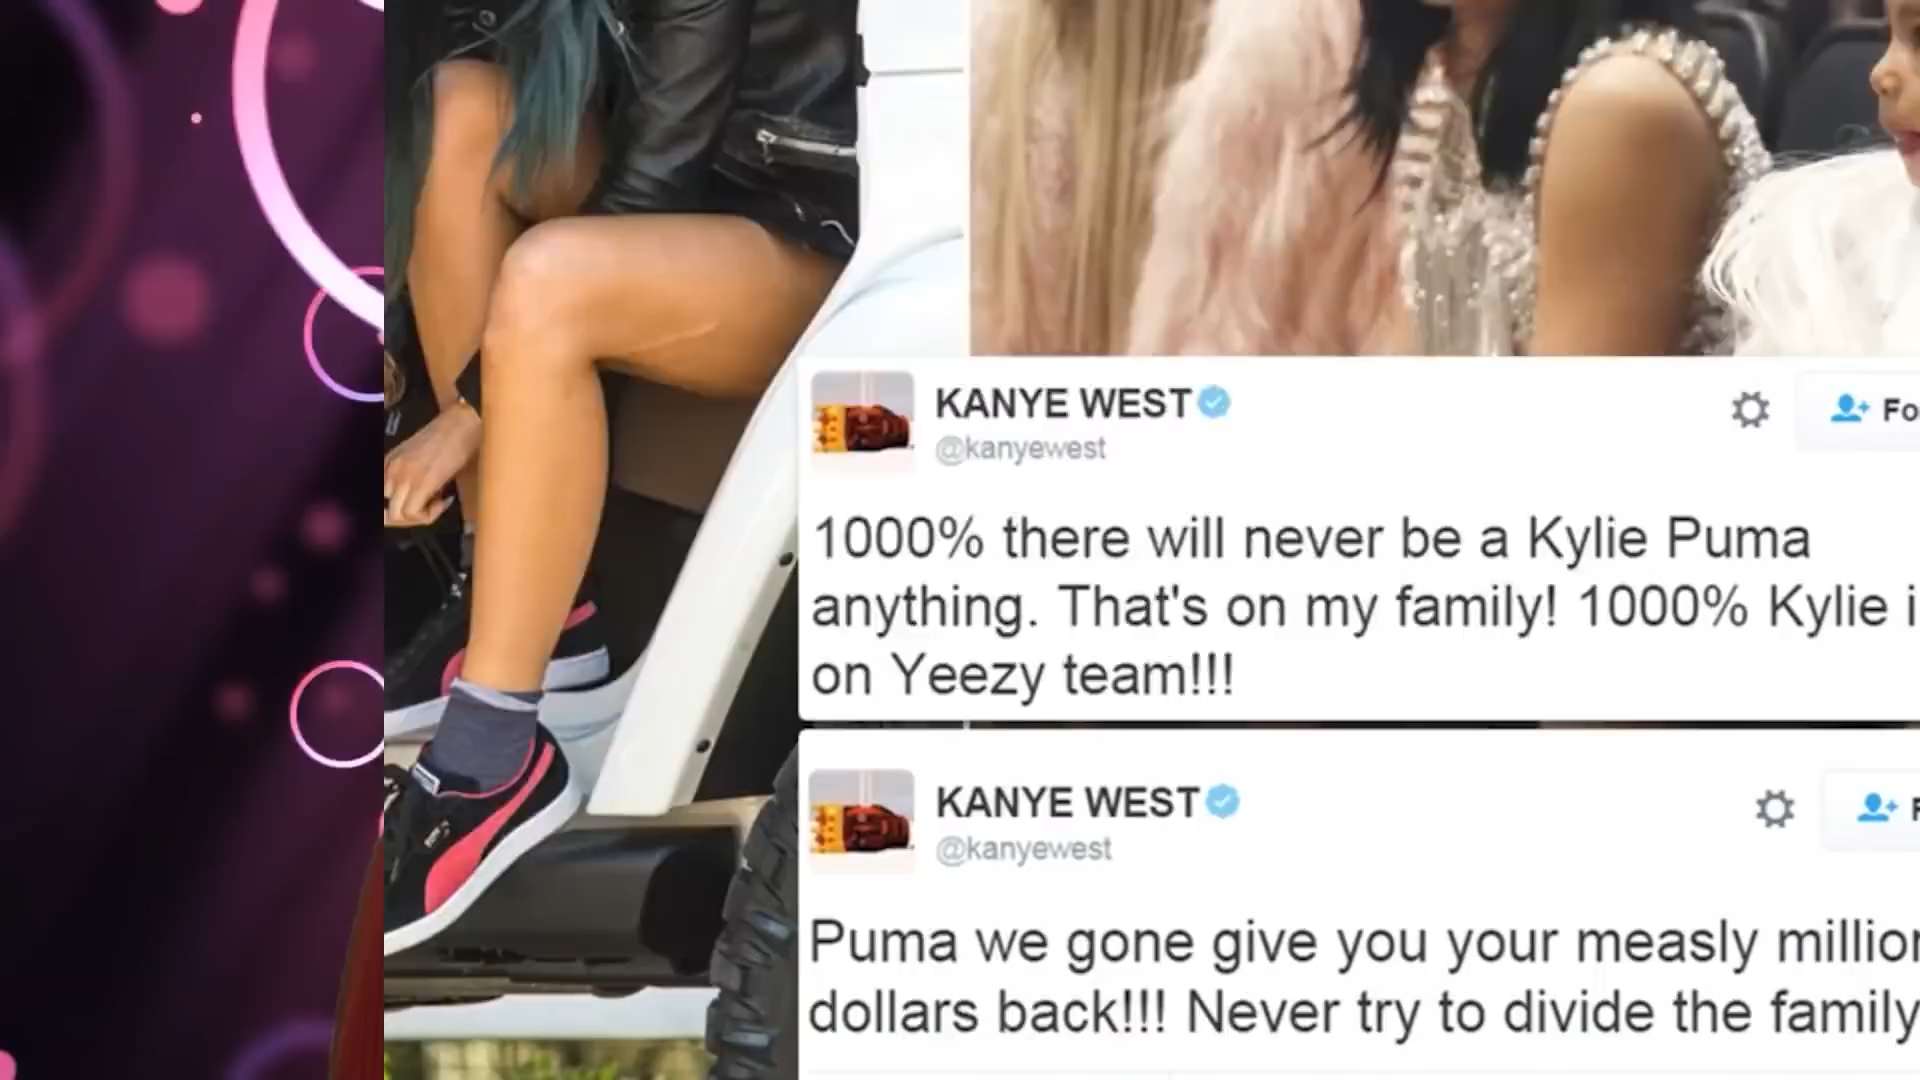 KANYE WEST
@kanyewest
Fo
1000% there will never be a Kylie Puma
anything. That's on my family! 1000% Kylie i
on Yeezy team!!!
KANYE WEST
@kanyewest
F
Puma we gone give you your measly million
dollars back!!! Never try to divide the family